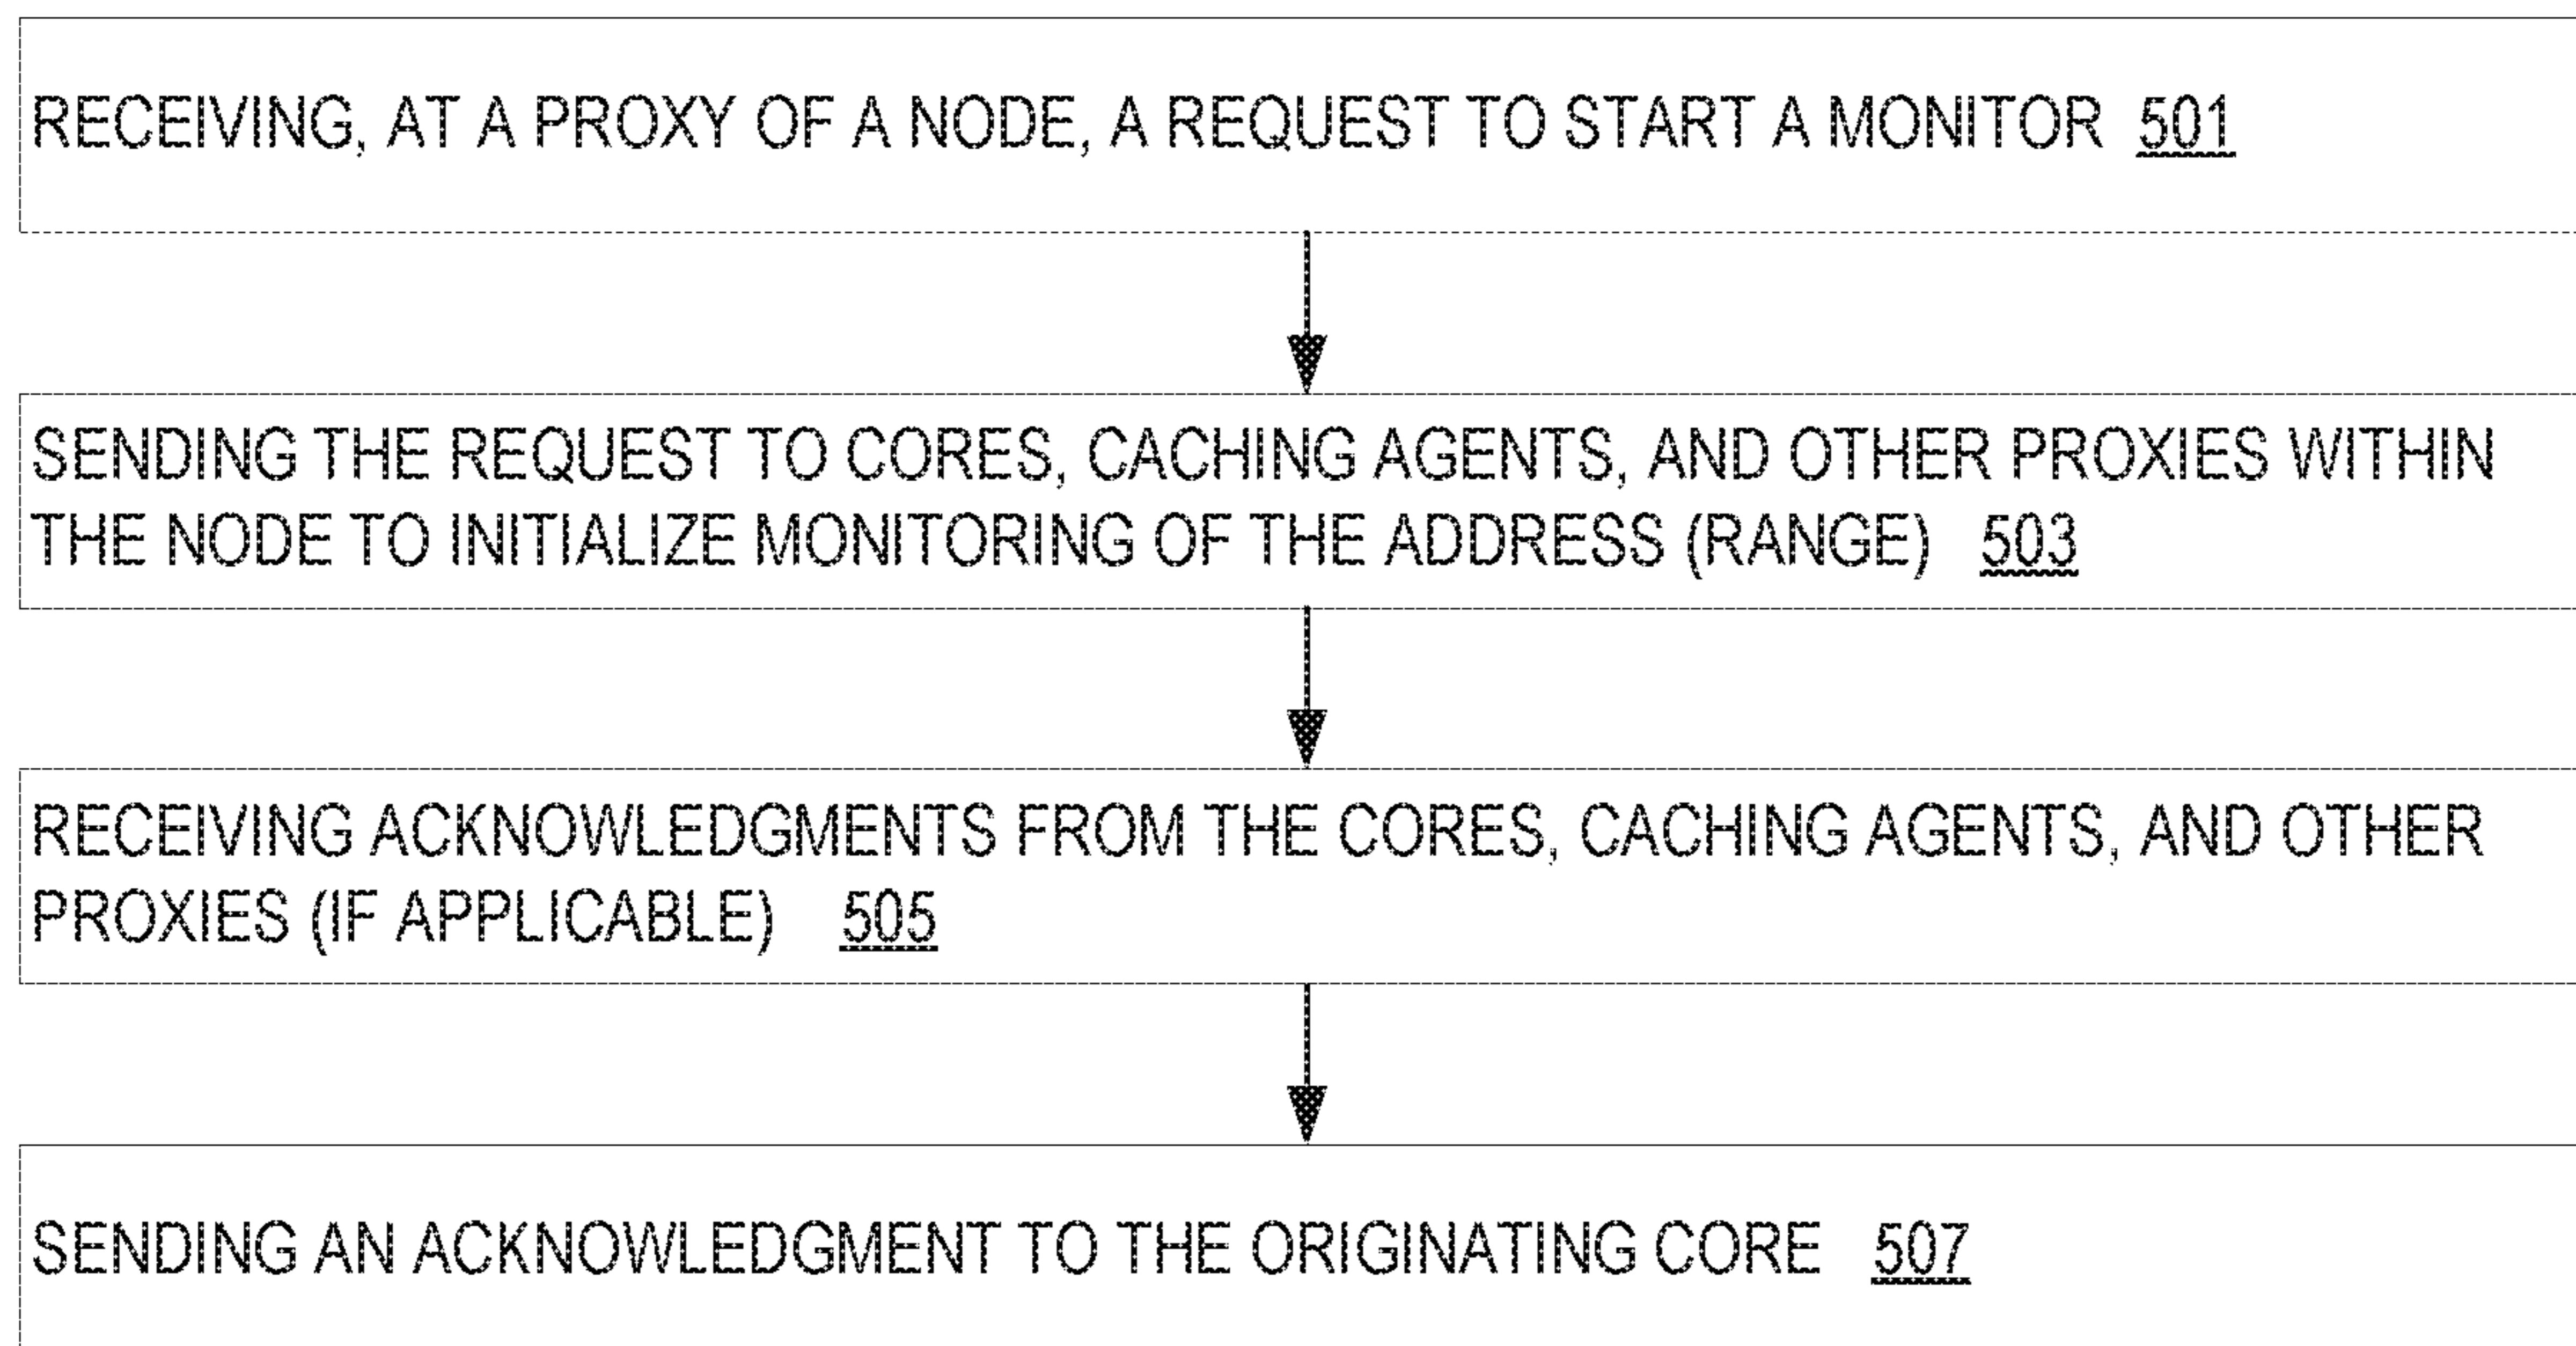 RECEIVING, AT A PROXY OF A NODE, A REQUEST TO START A MONITOR 501
SENDING THE REQUEST TO CORES, CACHING AGENTS, AND OTHER PROXIES WITHIN
THE NODE TO INITIALIZE MONITORING OF THE ADDRESS (RANGE) 503
RECEIVING ACKNOWLEDGMENTS FROM THE CORES, CACHING AGENTS, AND OTHER
PROXIES (IF APPLICABLE) 505
SENDING AN ACKNOWLEDGMENT TO THE ORIGINATING CORE 507